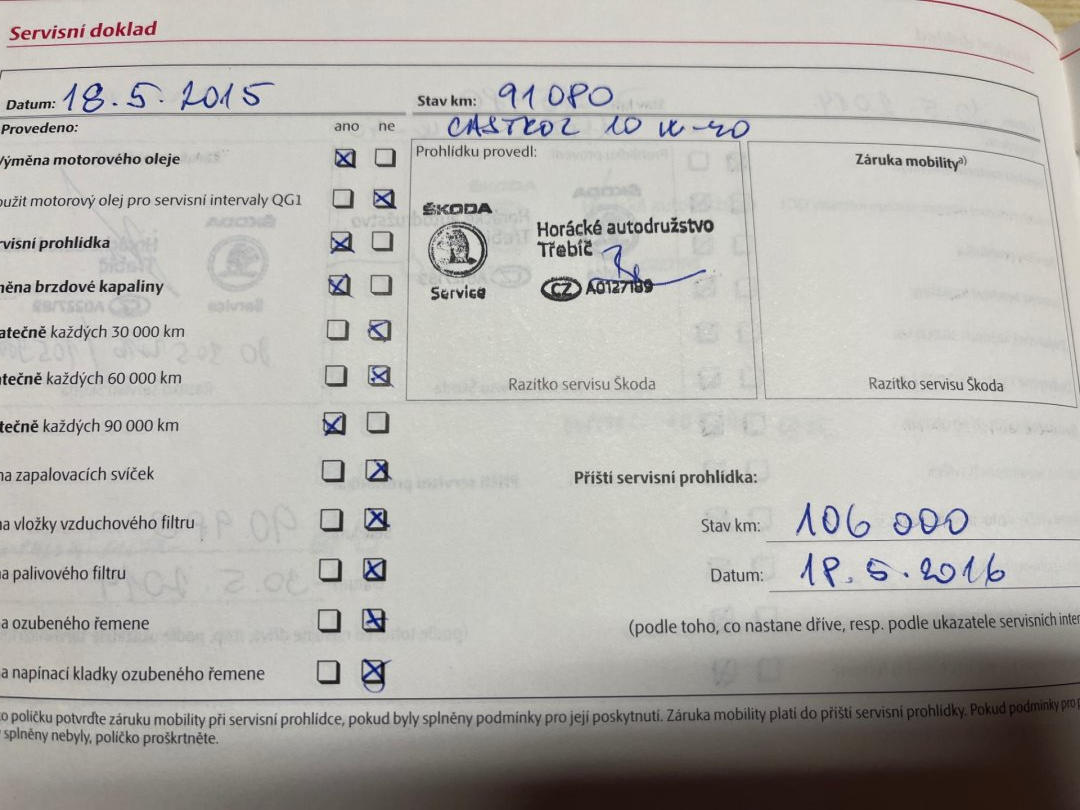 Servisní doklad
Datum: 18.5.2015 Stav km: 91080
Provedeno: ano ne CASTROL 10 W-40
Výměna motorového oleje
oužit motorový olej pro servisní intervaly QG1
rvisní prohlídka
ěna brzdové kapaliny
atečně každých 30 000 km
tečně každých 60 000 km
tečně každých 90 000 km
na zapalovacích svíček
na vložky vzduchového filtru
na palivového filtru
a ozubeného řemene
a napínací kladky ozubeného řemene
Prohlídku provedl:
ŠKODA
Service
Horácké autodružstvo
Třebíč
CZ A0127189
Razítko servisu Škoda
Záruka mobility a)
Razítko servisu Škoda
Příští servisní prohlídka:
Stav km: 106 000
Datum: 18.5.2016
(podle toho, co nastane dříve, resp. podle ukazatele servisních inter
o políčku potvrďte záruku mobility při servisní prohlídce, pokud byly splněny podmínky pro její poskytnutí. Záruka mobility platí do příští servisní prohlídky. Pokud podmínky pro
splněny nebyly, políčko proškrtněte.